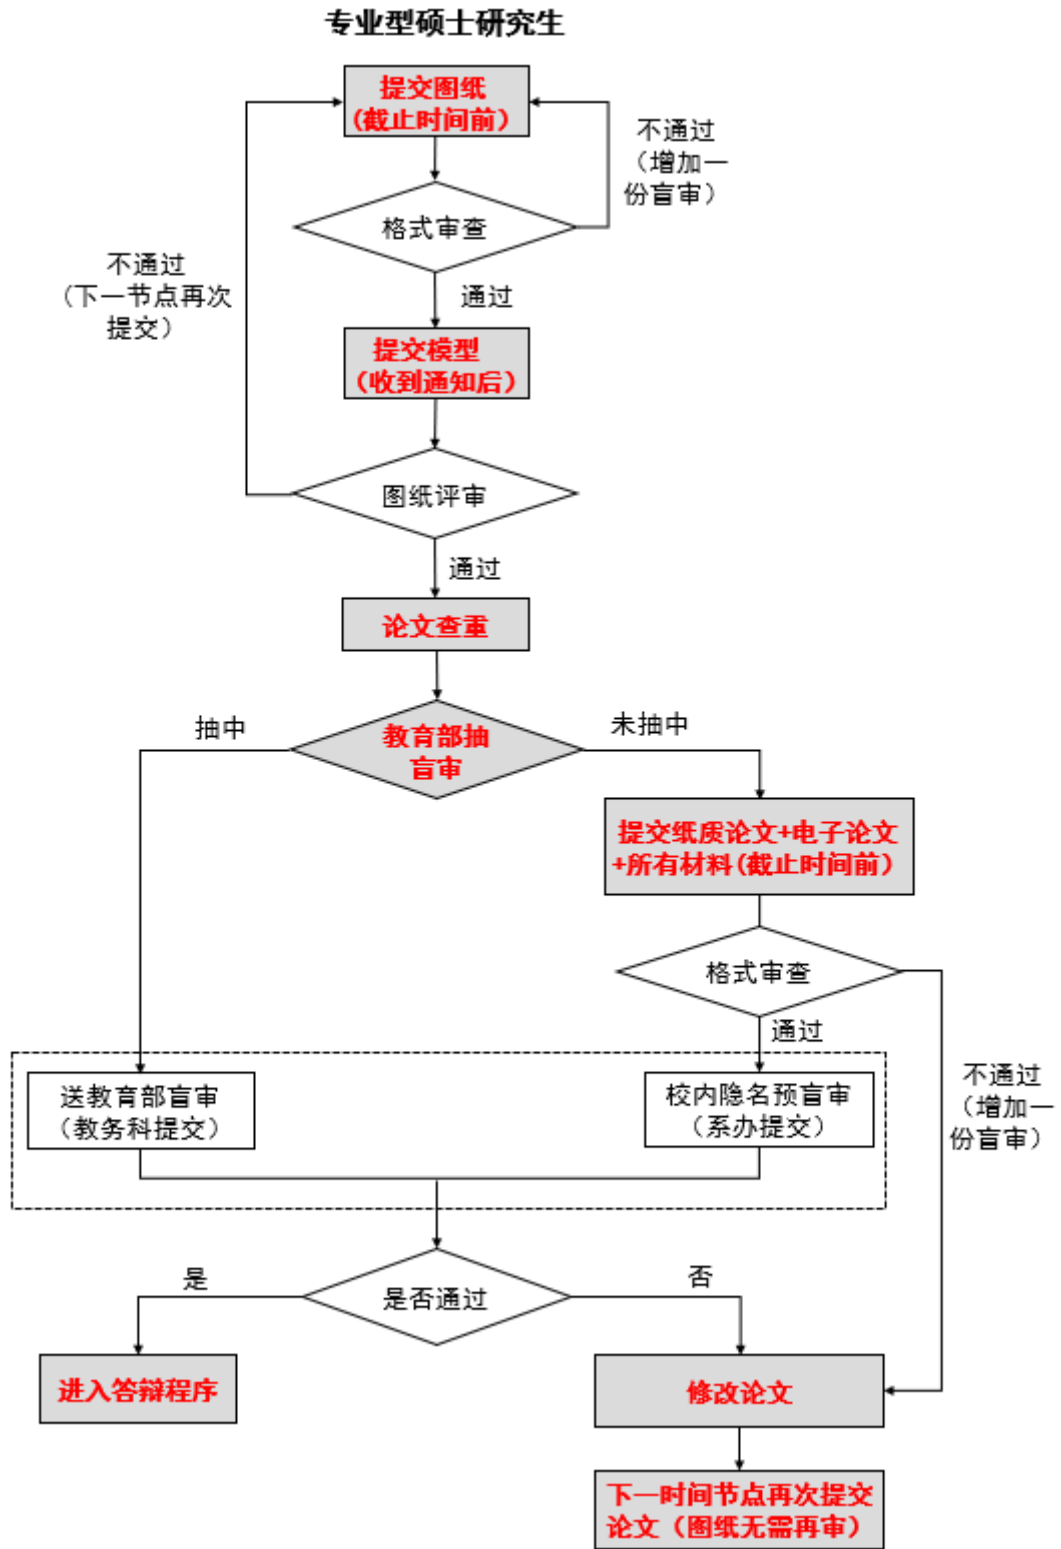 专业型硕士研究生
提交图纸
(截止时间前)
不通过
(增加一
份盲审)
格式审查
不通过
(下一节点再次
提交)
通过
提交模型
(收到通知后)
图纸评审
通过
论文查重
抽中
教育部抽
盲审
未抽中
提交纸质论文+电子论文
+所有材料(截止时间前)
格式审查
通过
不通过
(增加一
份盲审)
送教育部盲审
(教务科提交)
校内隐名预盲审
(系办提交)
是
是否通过
否
进入答辩程序
修改论文
下一时间节点再次提交
论文(图纸无需再审)